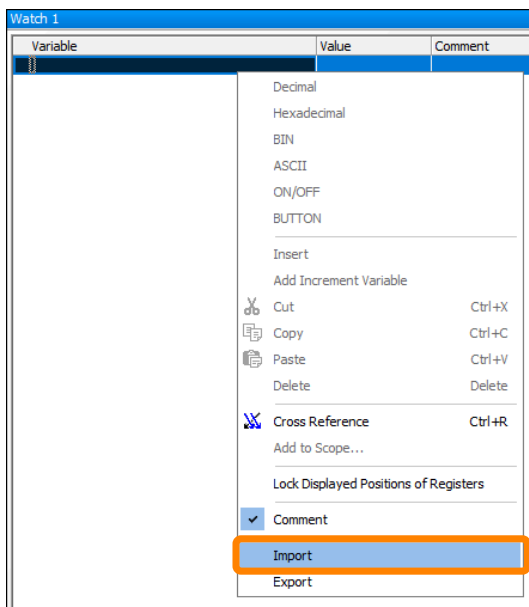 Watch 1
Variable Value Comment
Decimal
Hexadecimal
BIN
ASCII
ON/OFF
BUTTON
Insert
Add Increment Variable
Cut Ctrl+X
Copy Ctrl+C
Paste Ctrl+V
Delete Delete
Cross Reference Ctrl+R
Add to Scope...
Lock Displayed Positions of Registers
Comment
Import
Export